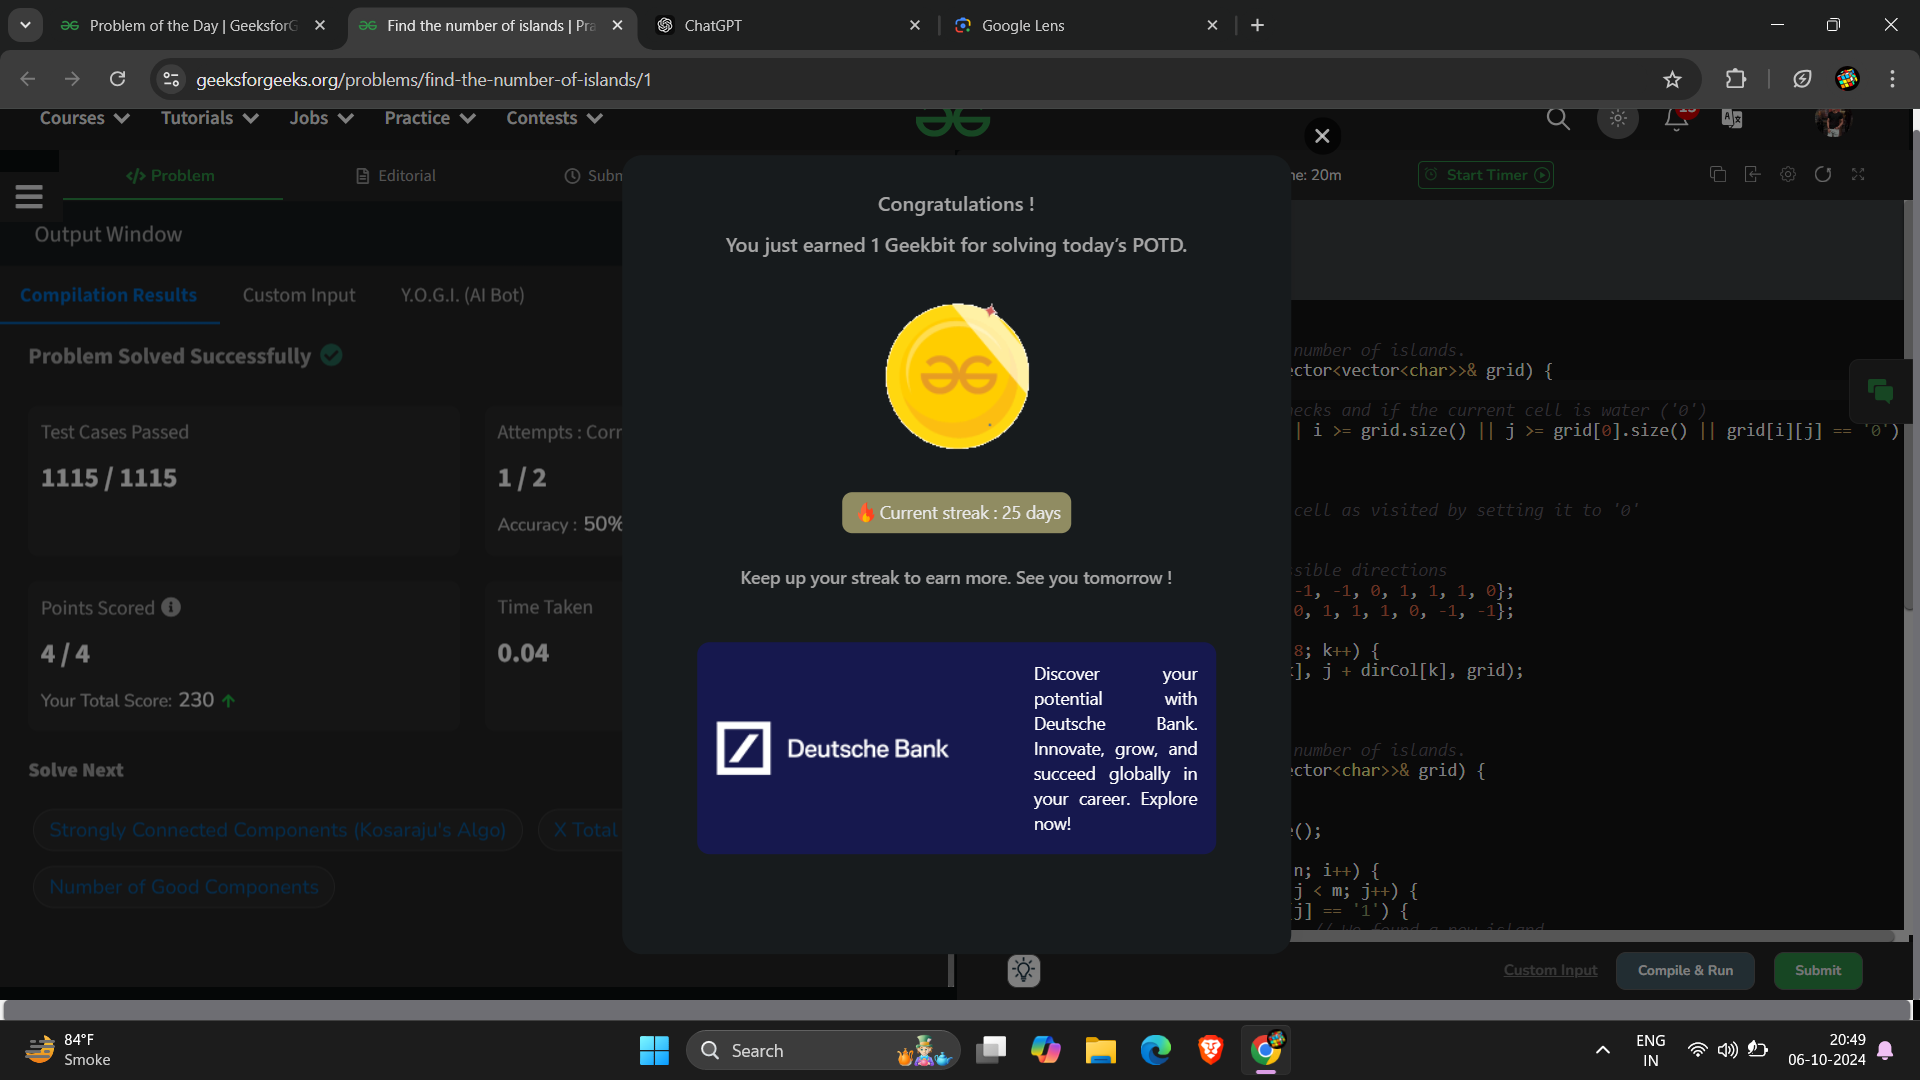 Problem of the Day | GeeksforG
Find the number of islands | Pra
ChatGPT
Google Lens
geeksforgeeks.org/problems/find-the-number-of-islands/1
Courses
Tutorials
Jobs
Practice
Contests
</> Problem
Editorial
Subm
ne: 20m
Start Timer
Output Window
Compilation Results
Custom Input
Y.O.G.I. (AI Bot)
Problem Solved Successfully
Test Cases Passed
1115 / 1115
Attempts : Corr
1 / 2
Accuracy : 50%
Points Scored
4 / 4
Your Total Score: 230
Time Taken
0.04
Solve Next
Strongly Connected Components (Kosaraju's Algo)
X Total
Number of Good Components
Congratulations !
You just earned 1 Geekbit for solving today's POTD.
Current streak : 25 days
Keep up your streak to earn more. See you tomorrow !
Deutsche Bank
Discover your
potential with
Deutsche Bank.
Innovate, grow, and
succeed globally in
your career. Explore
now!
number of islands.
ector<vector<char>>& grid) {
ecks and if the current cell is water ('0')
| i >= grid.size() || j >= grid[0].size() || grid[i][j] == '0')
cell as visited by setting it to '0'
sible directions
-1, -1, 0, 1, 1, 1, 0};
0, 1, 1, 1, 0, -1, -1};
8; k++) {
], j + dirCol[k], grid);
number of islands.
ector<char>>& grid) {
e();
n; i++) {
j < m; j++) {
j] == '1') {
// We found a new island
Custom Input
Compile & Run
Submit
84°F
Smoke
Search
ENG
IN
20:49
06-10-2024